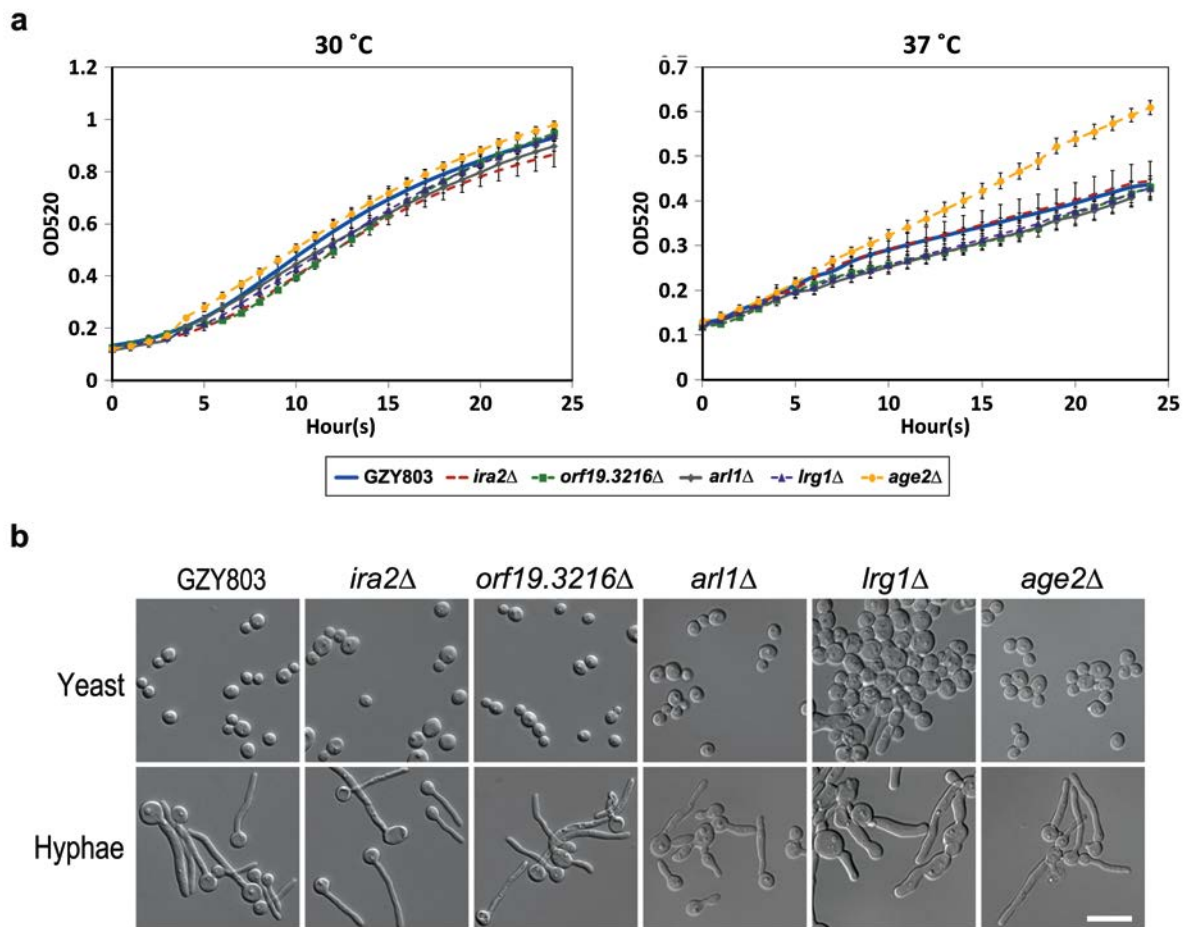 a
30 ˚C
1.2
1
0.8
0.6
0.4
0.2
0
OD520
0 5 10 15 20 25
Hour(s)
37 ˚C
0.7
0.6
0.5
0.4
0.3
0.2
0.1
0
OD520
0 5 10 15 20 25
Hour(s)
GZY803 ira2Δ orf19.3216Δ arl1Δ lrg1Δ age2Δ
b
GZY803 ira2Δ orf19.3216Δ arl1Δ lrg1Δ age2Δ
Yeast
Hyphae